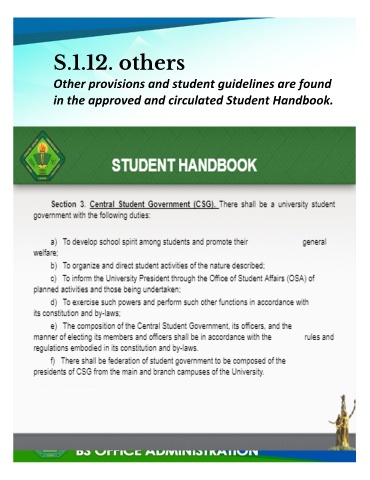 S.1.12. others
Other provisions and student guidelines are found
in the approved and circulated Student Handbook.
STUDENT HANDBOOK
Section 3. Central Student Government (CSG). There shall be a university student
government with the following duties:
a) To develop school spirit among students and promote their general
welfare;
b) To organize and direct student activities of the nature described;
c) To inform the University President through the Office of Student Affairs (OSA) of
planned activities and those being undertaken;
d) To exercise such powers and perform such other functions in accordance with
its constitution and by-laws;
e) The composition of the Central Student Government, its officers, and the
manner of electing its members and officers shall be in accordance with the rules and
regulations embodied in its constitution and by-laws.
f) There shall be federation of student government to be composed of the
presidents of CSG from the main and branch campuses of the University.
BS OFFICE ADMINISTRATION